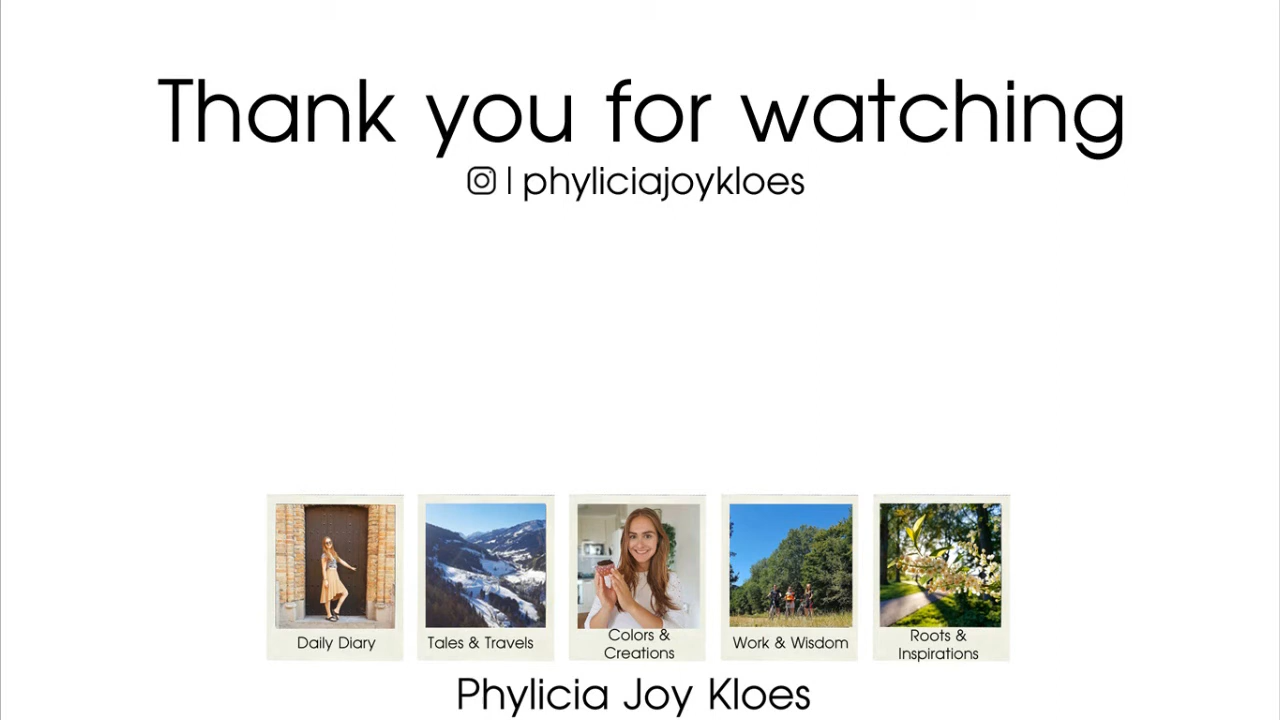 Thank you for watching
| phyliciajoykloes
Daily Diary
Tales & Travels
Colors &
Creations
Work & Wisdom
Roots &
Inspirations
Phylicia Joy Kloes